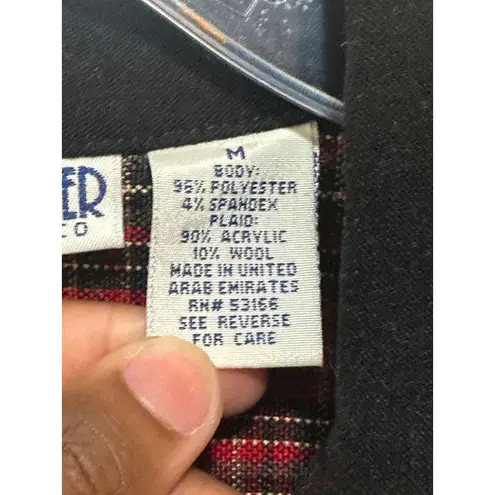 M
BODY:
96% POLYESTER
4% SPANDEX
PLAID:
90% ACRYLIC
10% WOOL
MADE IN UNITED
ARAB EMIRATES
RN# 53166
SEE REVERSE
FOR CARE
ER
CO